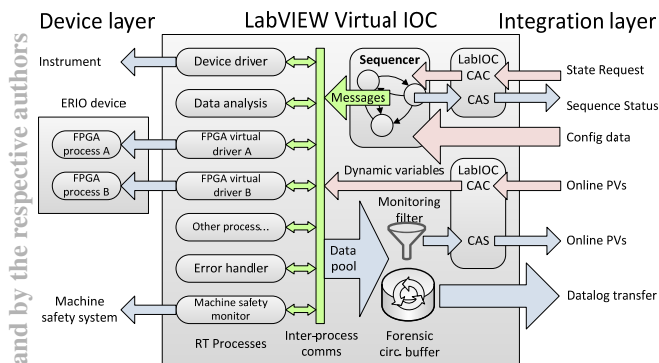 Device layer
LabVIEW Virtual IOC
Integration layer
Instrument
Device driver
Data analysis
ERIO device
FPGA
process A
FPGA
process B
FPGA virtual
driver A
FPGA virtual
driver B
Other process...
Error handler
Machine
safety system
Machine safety
monitor
RT Processes
Inter-process
comms
Sequencer
Messages
LabIOC
CAC
CAS
State Request
Sequence Status
Config data
Dynamic variables
LabIOC
CAC
CAS
Online PVs
Monitoring
filter
Online PVs
Data
pool
Datalog transfer
Forensic
circ. buffer
and by the respective authors